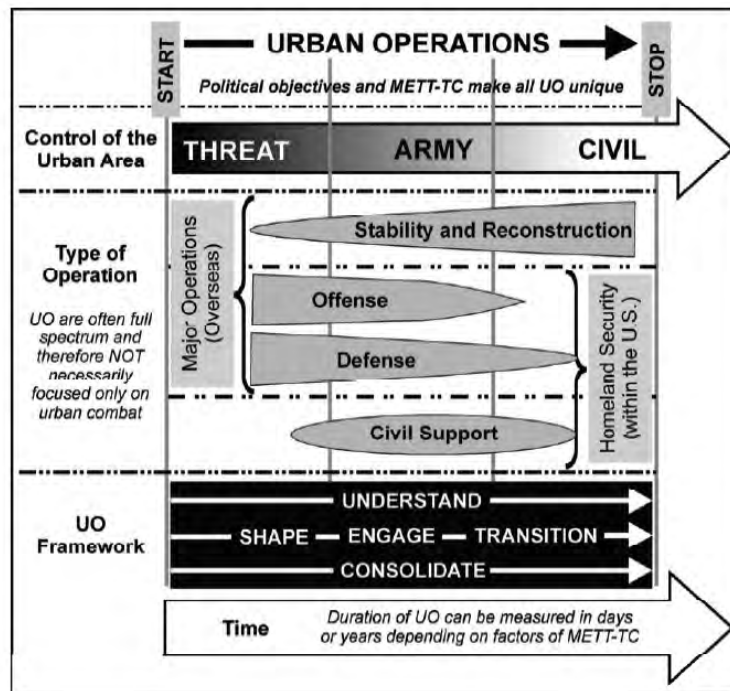 START
URBAN OPERATIONS
STOP
Political objectives and METT-TC make all UO unique
Control of the
Urban Area
THREAT
ARMY
CIVIL
Type of
Operation
UO are often full
spectrum and
therefore NOT
necessarily
focused only on
urban combat
Major Operations
(Overseas)
Stability and Reconstruction
Offense
Defense
Civil Support
Homeland Security
(within the U.S.)
UO
Framework
UNDERSTAND
SHAPE
ENGAGE
TRANSITION
CONSOLIDATE
Time
Duration of UO can be measured in days
or years depending on factors of METT-TC